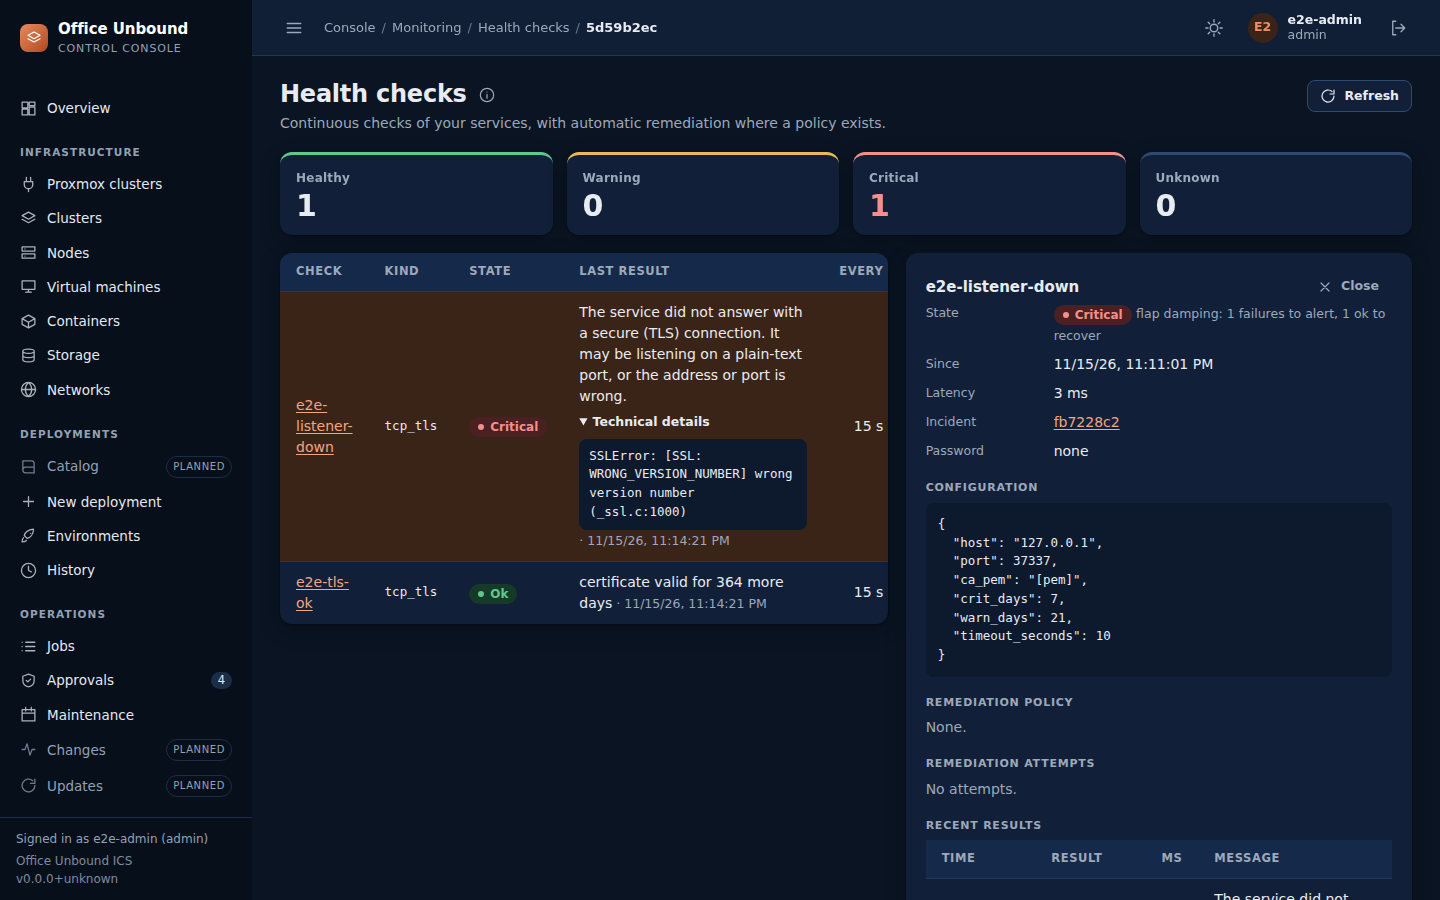 Office Unbound
CONTROL CONSOLE
Overview
INFRASTRUCTURE
Proxmox clusters
Clusters
Nodes
Virtual machines
Containers
Storage
Networks
DEPLOYMENTS
Catalog PLANNED
New deployment
Environments
History
OPERATIONS
Jobs
Approvals 4
Maintenance
Changes PLANNED
Updates PLANNED
Signed in as e2e-admin (admin)
Office Unbound ICS
v0.0.0+unknown
Console / Monitoring / Health checks / 5d59b2ec
E2 e2e-admin
admin
Health checks
Continuous checks of your services, with automatic remediation where a policy exists.
Refresh
Healthy
1
Warning
0
Critical
1
Unknown
0
CHECK KIND STATE LAST RESULT EVERY
e2e-
listener-
down
tcp_tls
Critical
The service did not answer with
a secure (TLS) connection. It
may be listening on a plain-text
port, or the address or port is
wrong.
Technical details
SSLError: [SSL:
WRONG_VERSION_NUMBER] wrong
version number
(_ssl.c:1000)
· 11/15/26, 11:14:21 PM
15 s
e2e-tls-
ok
tcp_tls
Ok
certificate valid for 364 more
days · 11/15/26, 11:14:21 PM
15 s
e2e-listener-down
Close
State Critical flap damping: 1 failures to alert, 1 ok to
recover
Since 11/15/26, 11:11:01 PM
Latency 3 ms
Incident fb7228c2
Password none
CONFIGURATION
{
"host": "127.0.0.1",
"port": 37337,
"ca_pem": "[pem]",
"crit_days": 7,
"warn_days": 21,
"timeout_seconds": 10
}
REMEDIATION POLICY
None.
REMEDIATION ATTEMPTS
No attempts.
RECENT RESULTS
TIME RESULT MS MESSAGE
The service did not